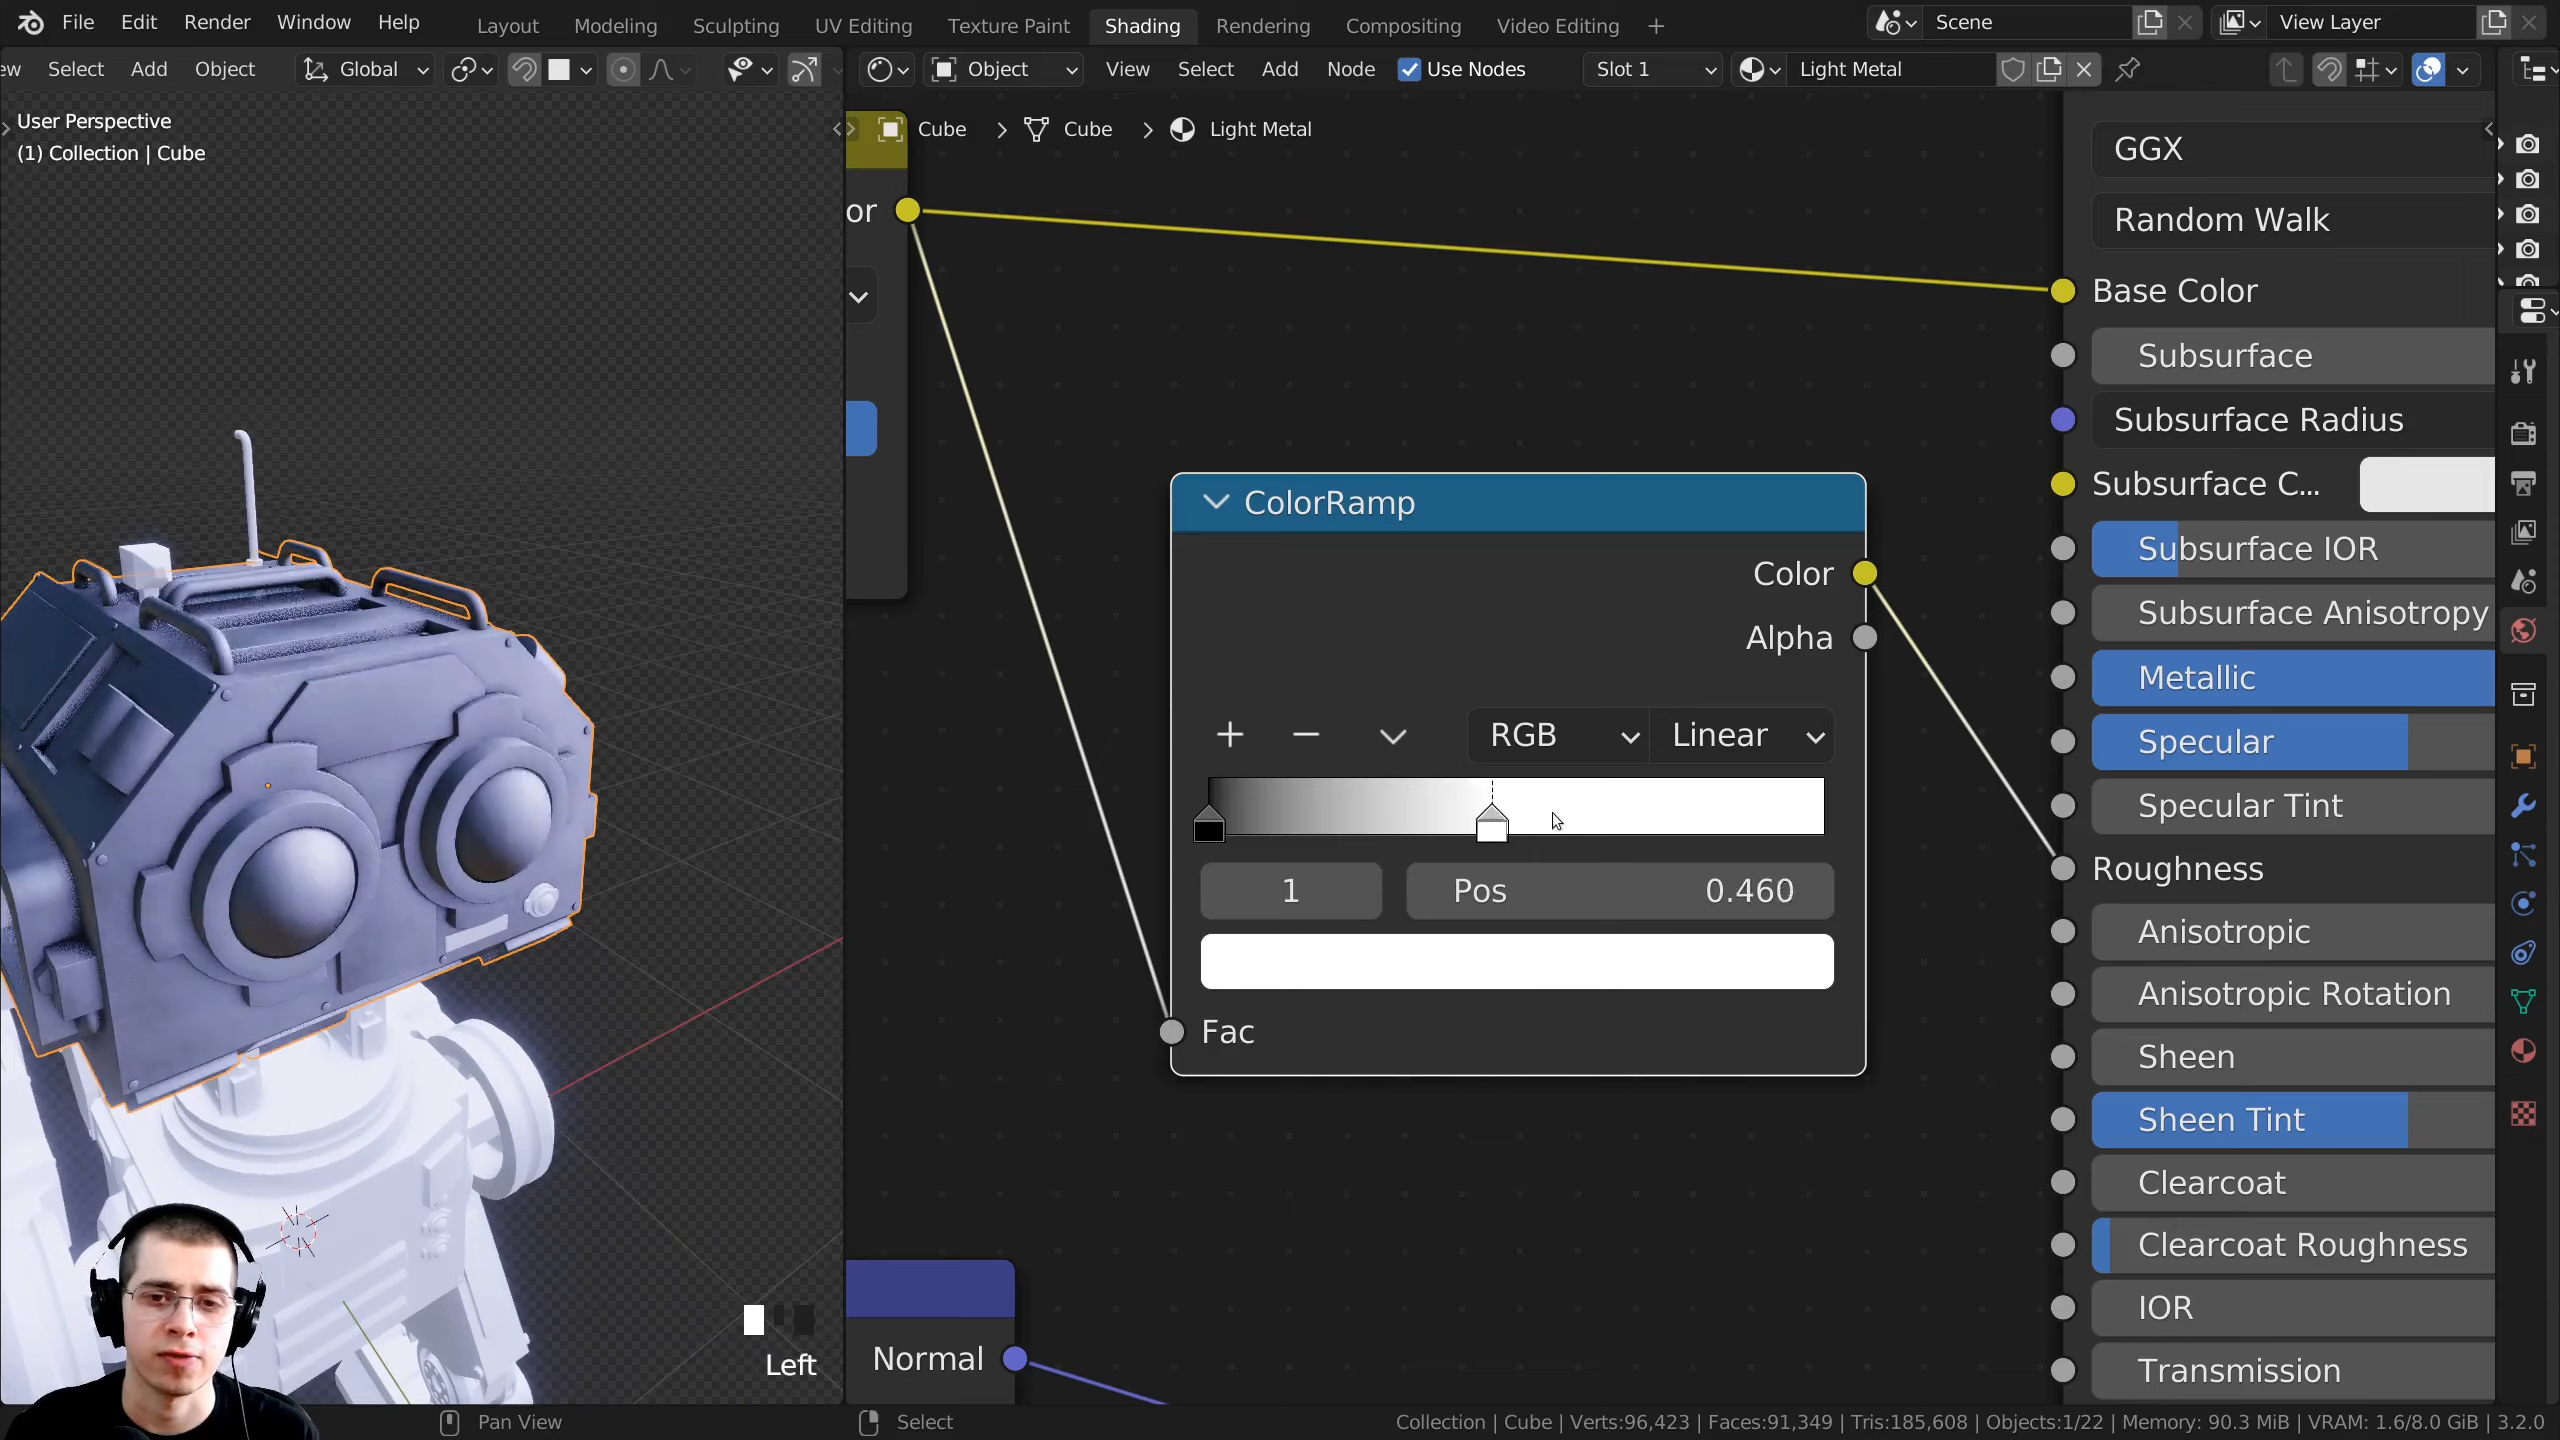 File Edit Render Window Help Layout Modeling Sculpting UV Editing Texture Paint Shading Rendering Compositing Video Editing + Scene View Layer
ew Select Add Object Global Object View Select Add Node Use Nodes Slot 1 Light Metal
User Perspective
(1) Collection | Cube
Cube > Cube > Light Metal
or
ColorRamp
Color
Alpha
RGB Linear
1 Pos 0.460
Fac
Normal
GGX
Random Walk
Base Color
Subsurface
Subsurface Radius
Subsurface C...
Subsurface IOR
Subsurface Anisotropy
Metallic
Specular
Specular Tint
Roughness
Anisotropic
Anisotropic Rotation
Sheen
Sheen Tint
Clearcoat
Clearcoat Roughness
IOR
Transmission
Left
Pan View Select Collection | Cube | Verts:96,423 | Faces:91,349 | Tris:185,608 | Objects:1/22 | Memory: 90.3 MiB | VRAM: 1.6/8.0 GiB | 3.2.0